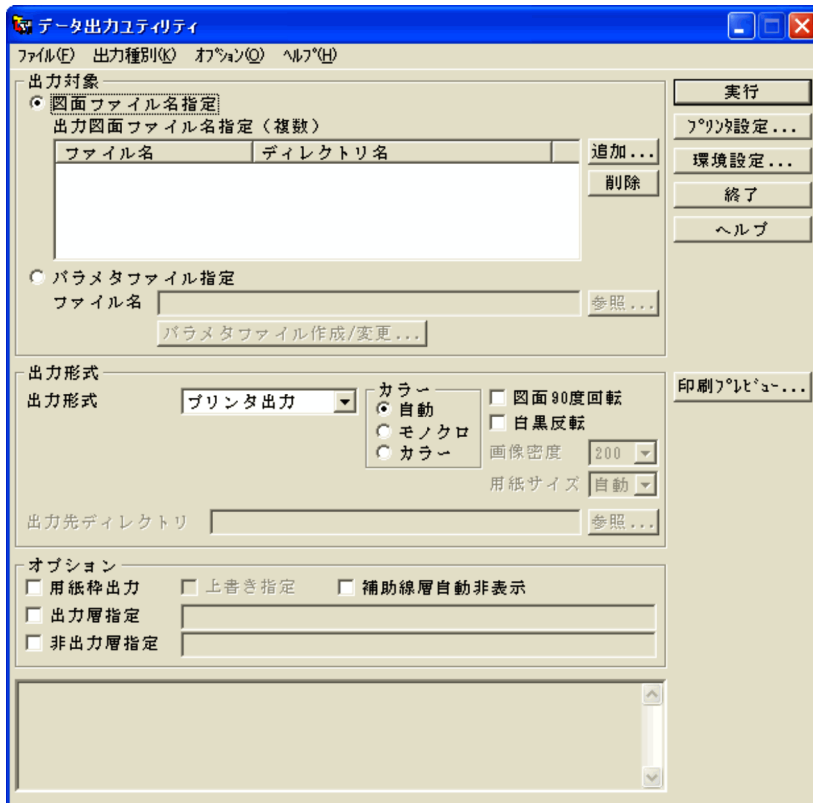 データ出力ユティリティ
ﾌｧｲﾙ(F) 出力種別(K) ｵﾌﾟｼｮﾝ(O) ﾍﾙﾌﾟ(H)
出力対象
図面ファイル名指定
出力図面ファイル名指定（複数）
ファイル名 ディレクトリ名
追加...
削除
パラメタファイル指定
ファイル名
参照...
パラメタファイル作成/変更...
実行
ﾌﾟﾘﾝﾀ設定...
環境設定...
終了
ヘルプ
出力形式
出力形式 プリンタ出力
カラー
自動
モノクロ
カラー
図面90度回転
白黒反転
画像密度 200
用紙サイズ 自動
出力先ディレクトリ 参照...
印刷ﾌﾟﾚﾋﾞｭｰ...
オプション
用紙枠出力 上書き指定 補助線層自動非表示
出力層指定
非出力層指定